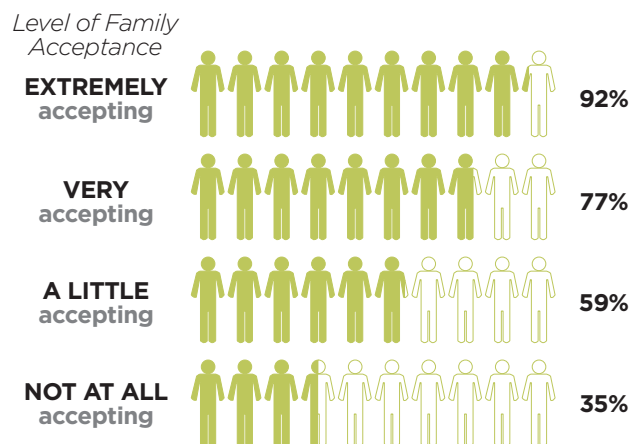 Level of Family
Acceptance
EXTREMELY
accepting
92%
VERY
accepting
77%
A LITTLE
accepting
59%
NOT AT ALL
accepting
35%